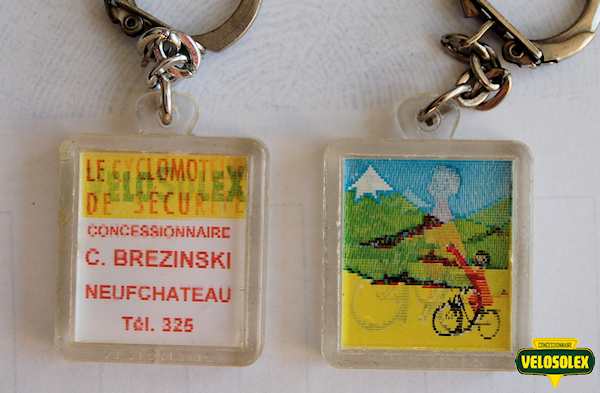 LE CYCLOMOTEUR
VELOSOLEX
DE SECURITE
CONCESSIONNAIRE
C. BREZINSKI
NEUFCHATEAU
Tél. 325
CONCESSIONNAIRE
VELOSOLEX